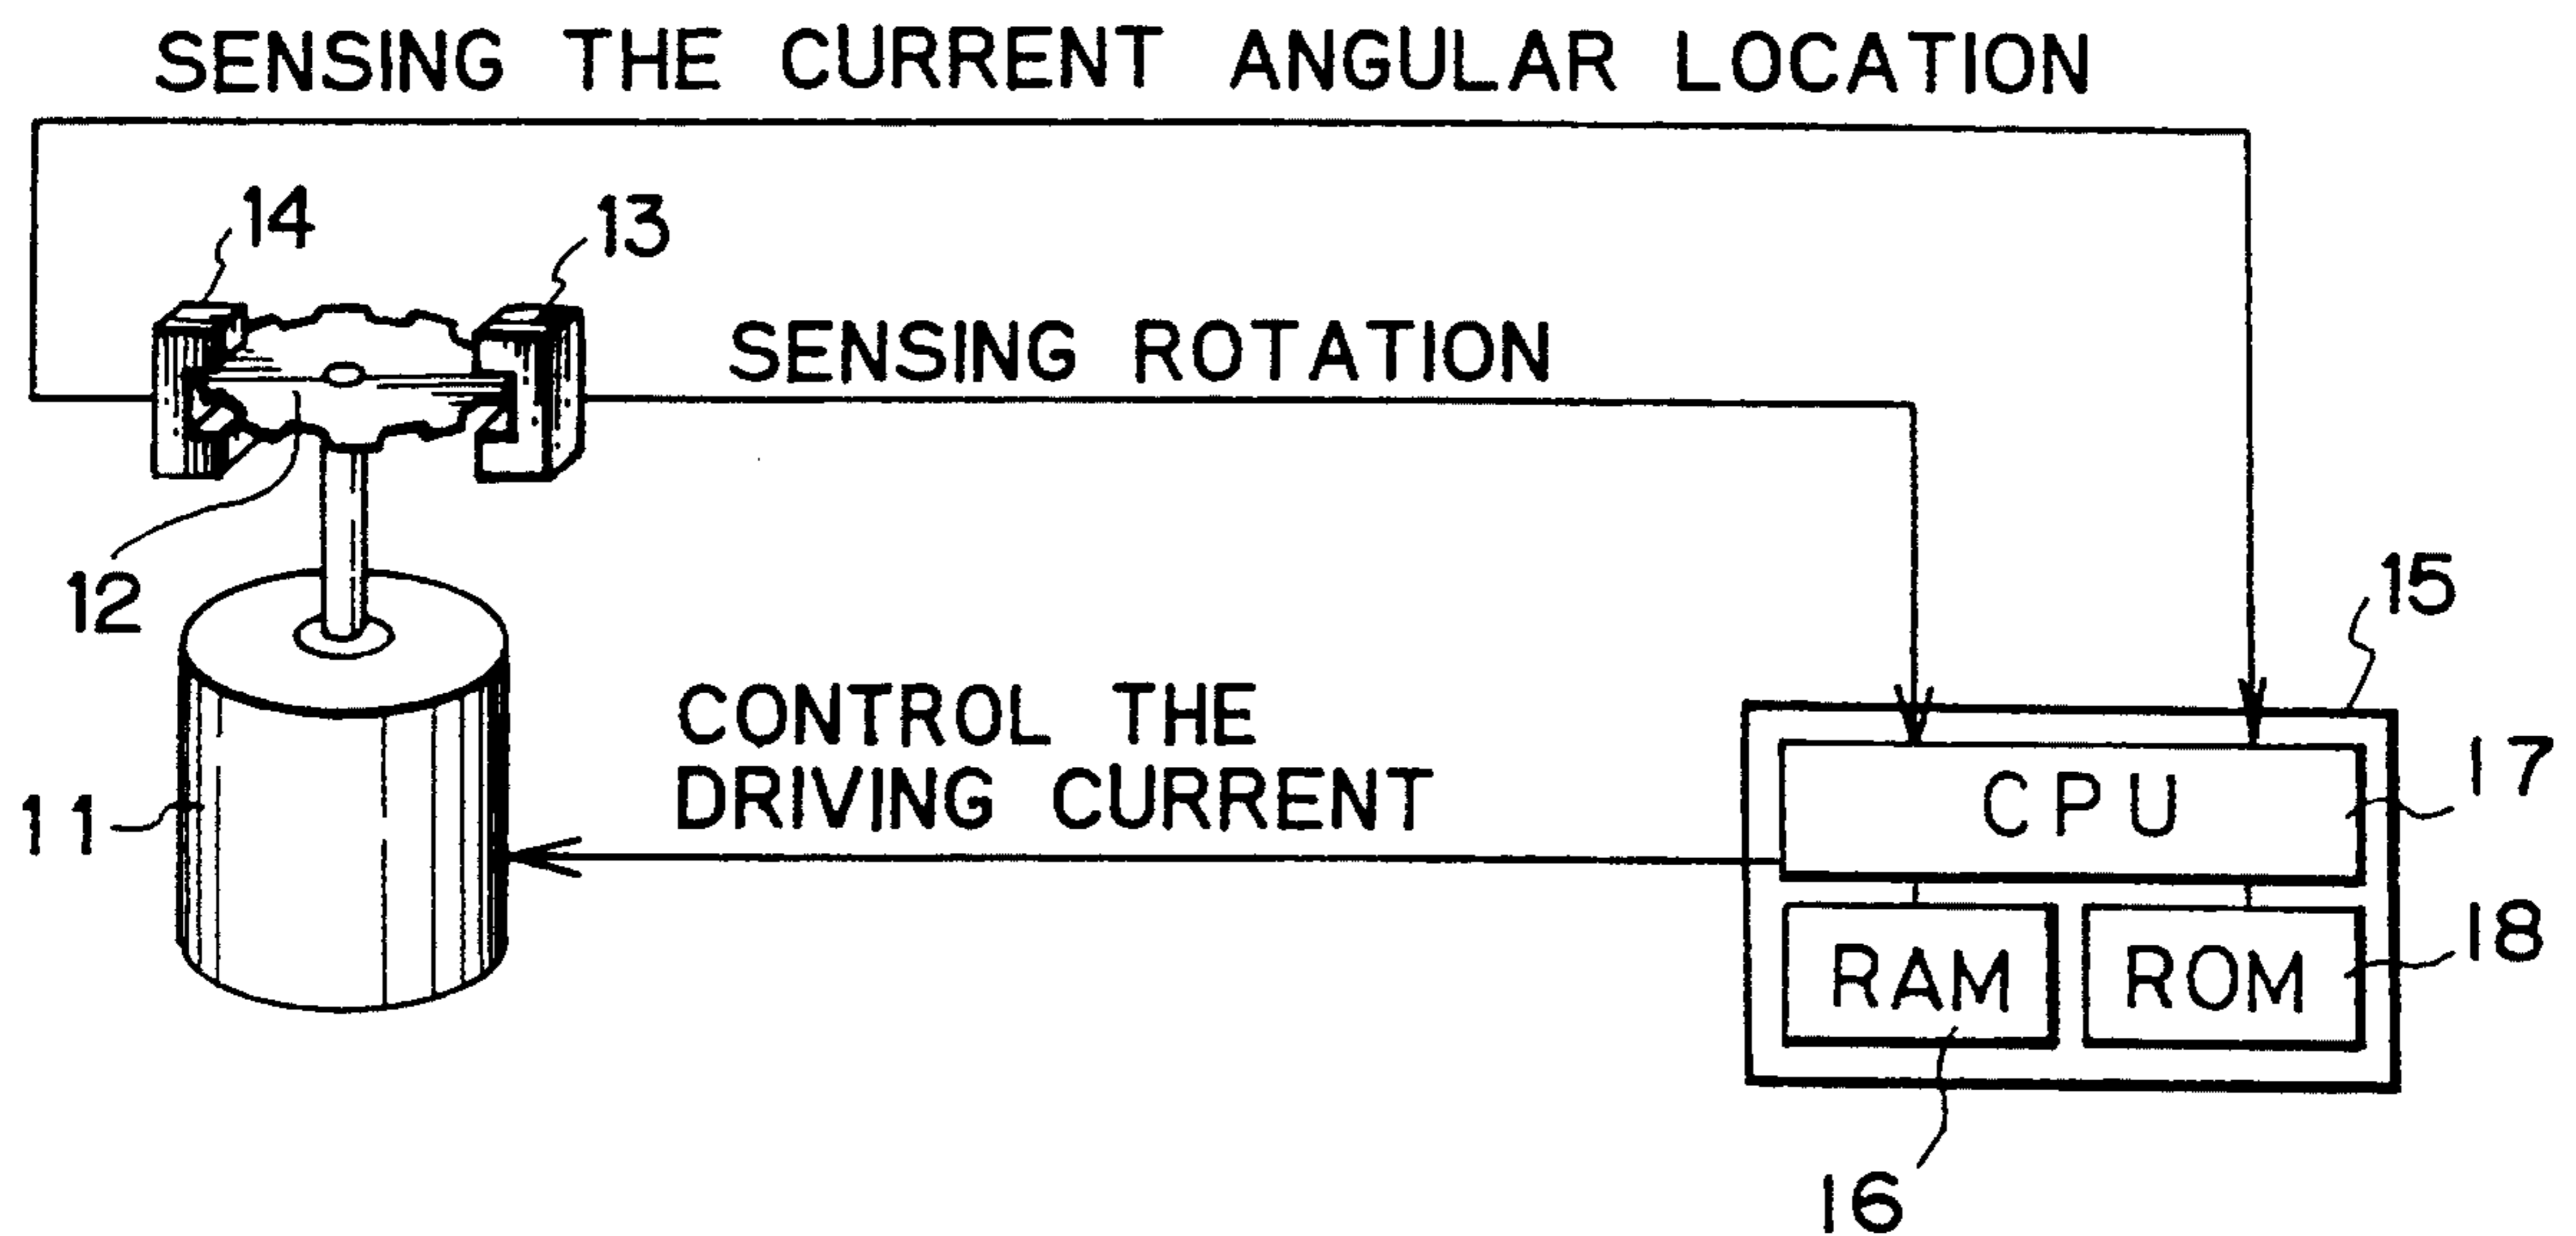 SENSING THE CURRENT ANGULAR LOCATION
14
13
SENSING ROTATION
12
15
CONTROL THE
DRIVING CURRENT
11
CPU
17
RAM
ROM
18
16